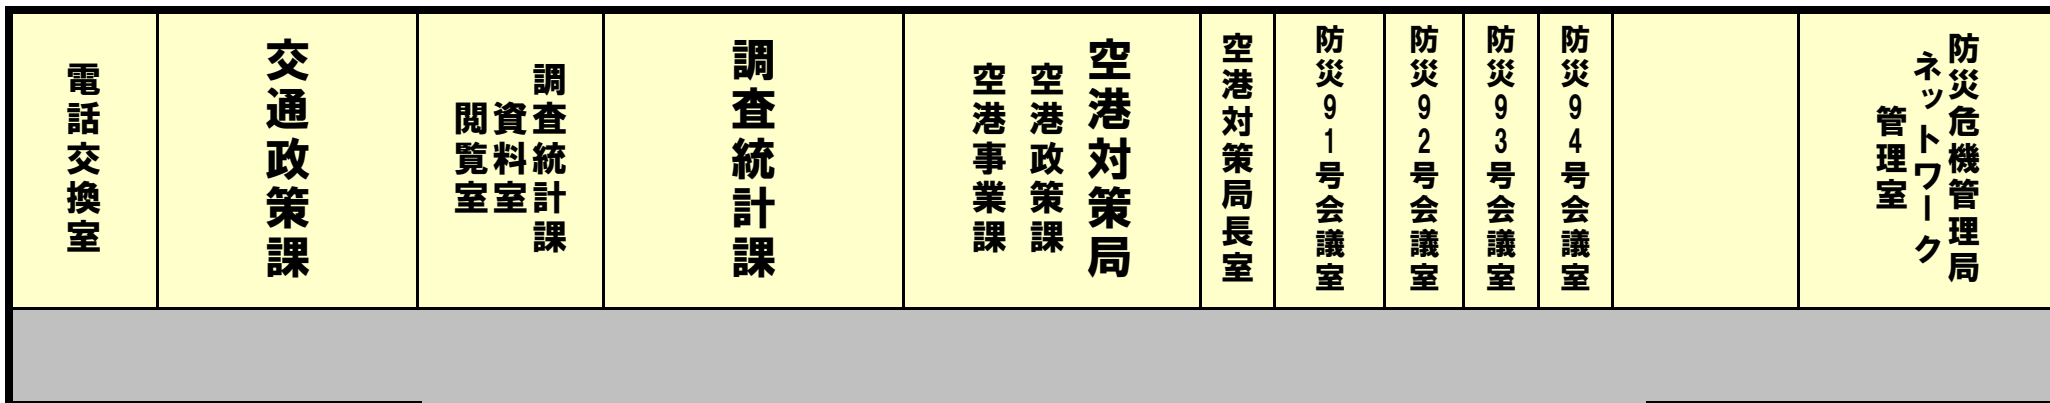 電話交換室
交通政策課
調査統計課
資料室
閲覧室
調査統計課
空港対策局
空港政策課
空港事業課
空港対策局長室
防災91号会議室
防災92号会議室
防災93号会議室
防災94号会議室
防災危機管理局
ネットワーク
管理室